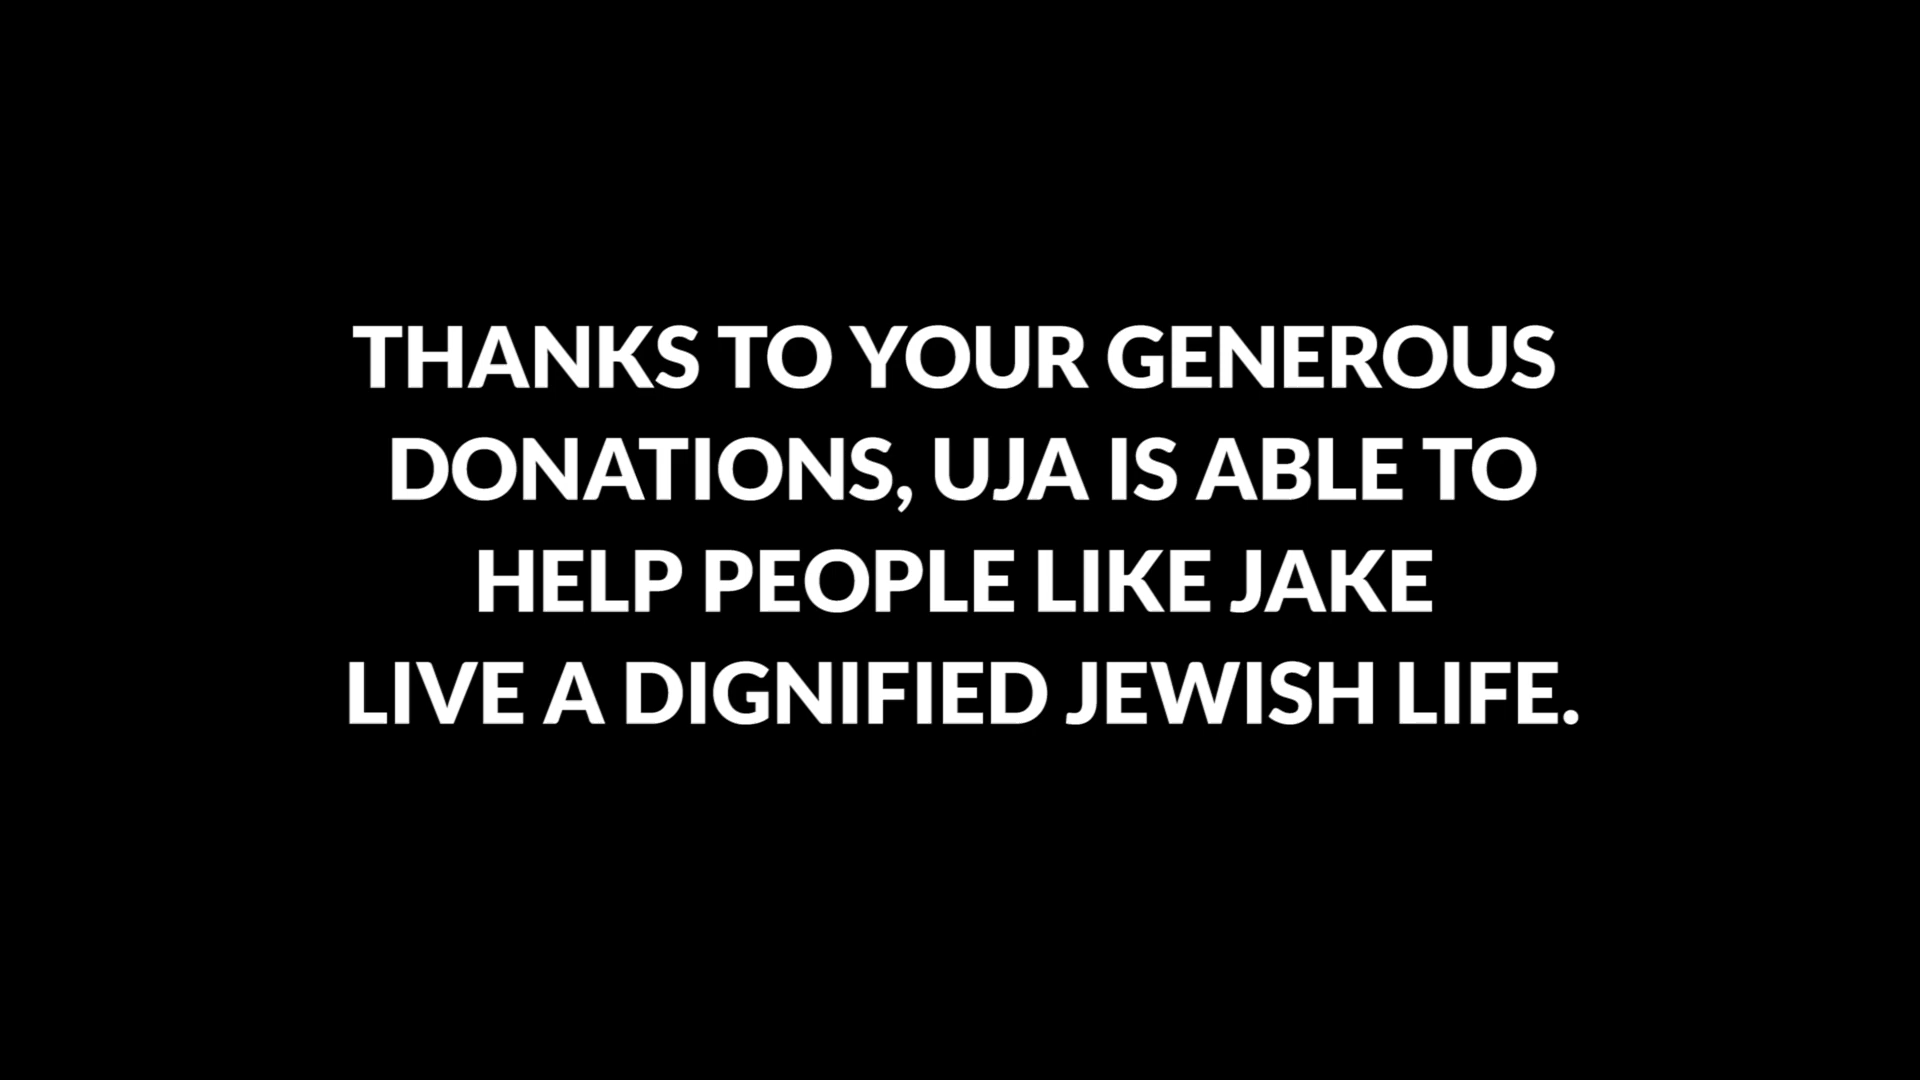 THANKS TO YOUR GENEROUS
DONATIONS, UJA IS ABLE TO
HELP PEOPLE LIKE JAKE
LIVE A DIGNIFIED JEWISH LIFE.